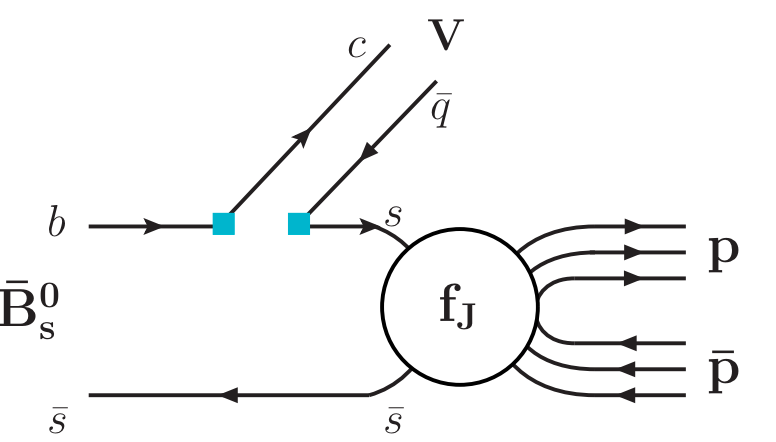 c V
q̄
b s
p
B̄⁰ₛ f_J
p̄
s̄ s̄